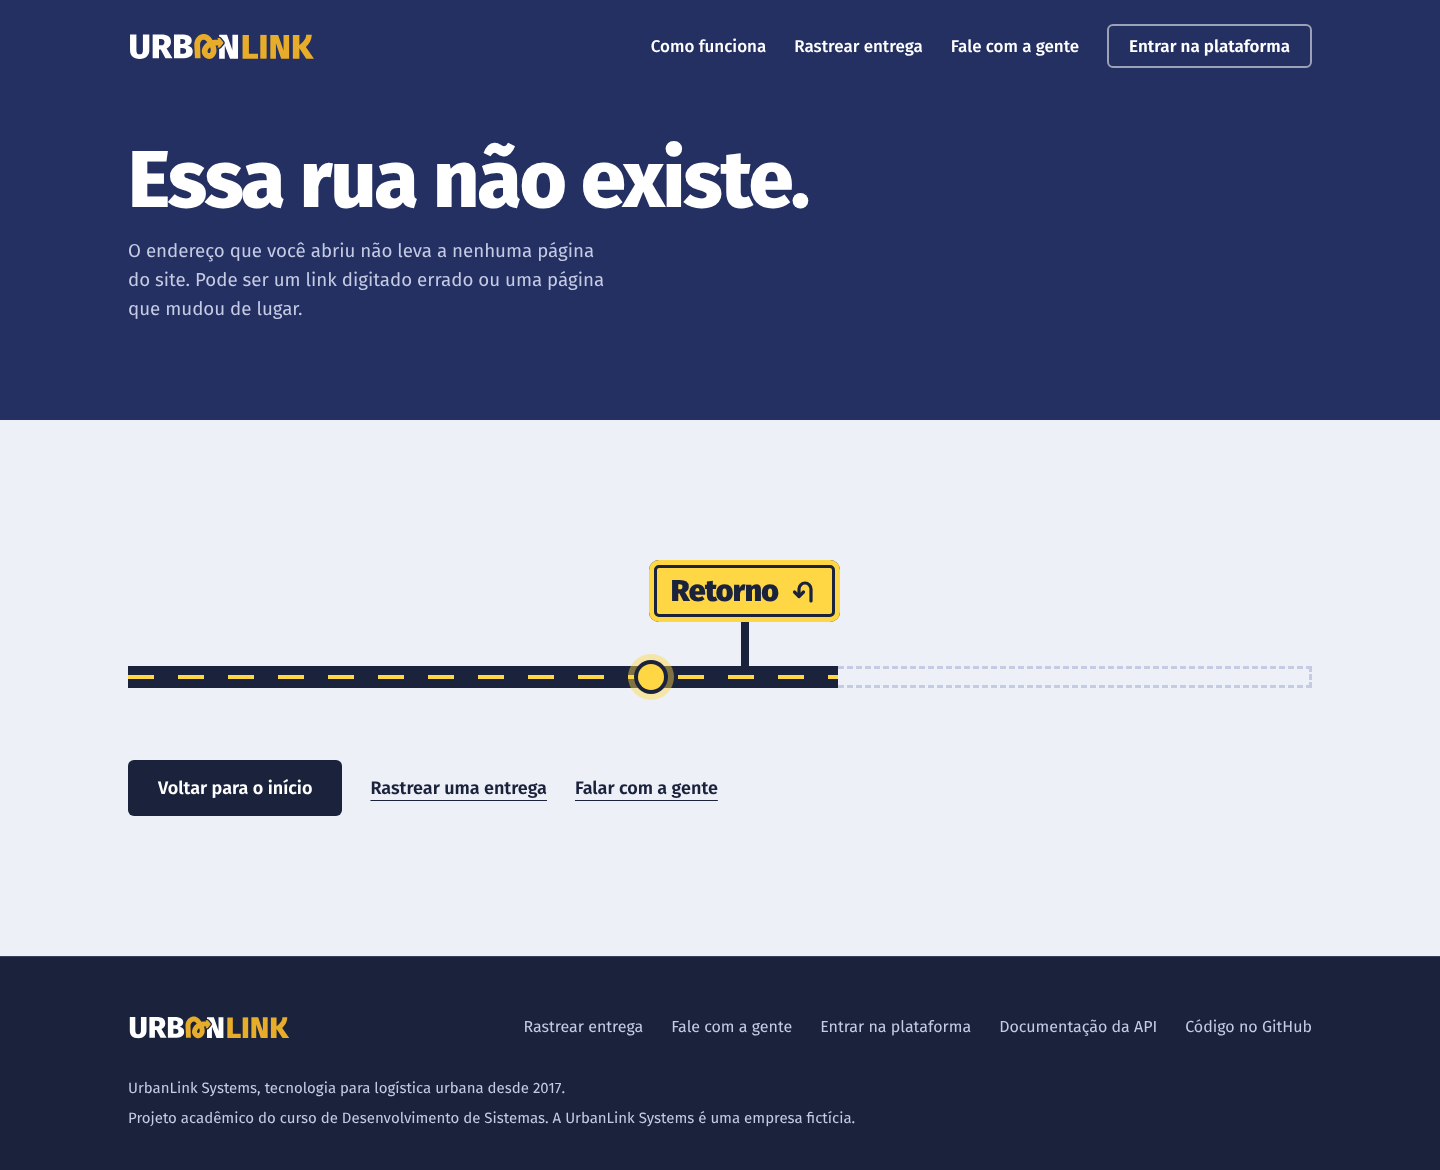 URBANLINK
Como funciona
Rastrear entrega
Fale com a gente
Entrar na plataforma
Essa rua não existe.
O endereço que você abriu não leva a nenhuma página
do site. Pode ser um link digitado errado ou uma página
que mudou de lugar.
Retorno
Voltar para o início
Rastrear uma entrega
Falar com a gente
URBANLINK
Rastrear entrega
Fale com a gente
Entrar na plataforma
Documentação da API
Código no GitHub
UrbanLink Systems, tecnologia para logística urbana desde 2017.
Projeto acadêmico do curso de Desenvolvimento de Sistemas. A UrbanLink Systems é uma empresa fictícia.